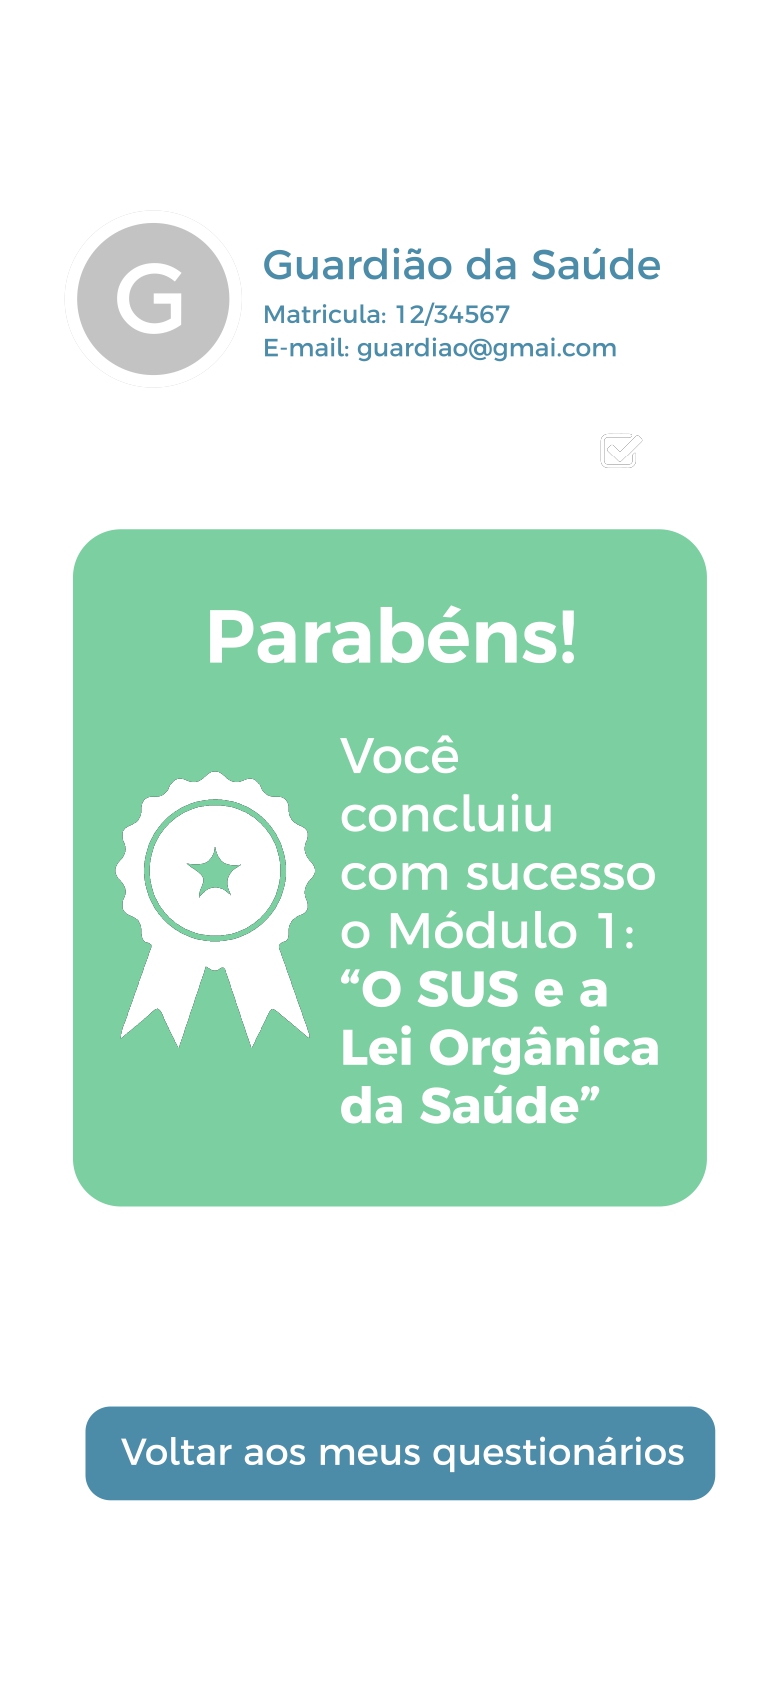 G
Guardião da Saúde
Matricula: 12/34567
E-mail: guardiao@gmai.com
Parabéns!
Você
concluiu
com sucesso
o Módulo 1:
“O SUS e a
Lei Orgânica
da Saúde”
Voltar aos meus questionários